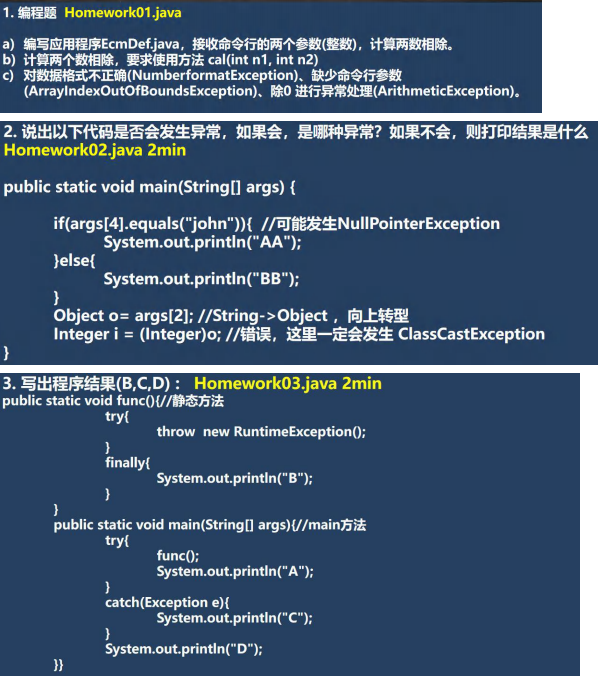 1. 编程题 Homework01.java
a) 编写应用程序EcmDef.java，接收命令行的两个参数(整数)，计算两数相除。
b) 计算两个数相除，要求使用方法 cal(int n1, int n2)
c) 对数据格式不正确(NumberformatException)、缺少命令行参数
(ArrayIndexOutOfBoundsException)、除0 进行异常处理(ArithmeticException)。
2. 说出以下代码是否会发生异常，如果会，是哪种异常？如果不会，则打印结果是什么
Homework02.java 2min
public static void main(String[] args) {
if(args[4].equals("john")){ //可能发生NullPointerException
System.out.println("AA");
}else{
System.out.println("BB");
}
Object o= args[2]; //String->Object ，向上转型
Integer i = (Integer)o; //错误，这里一定会发生 ClassCastException
}
3. 写出程序结果(B,C,D)： Homework03.java 2min
public static void func(){//静态方法
try{
throw new RuntimeException();
}
finally{
System.out.println("B");
}
}
public static void main(String[] args){//main方法
try{
func();
System.out.println("A");
}
catch(Exception e){
System.out.println("C");
}
System.out.println("D");
}}